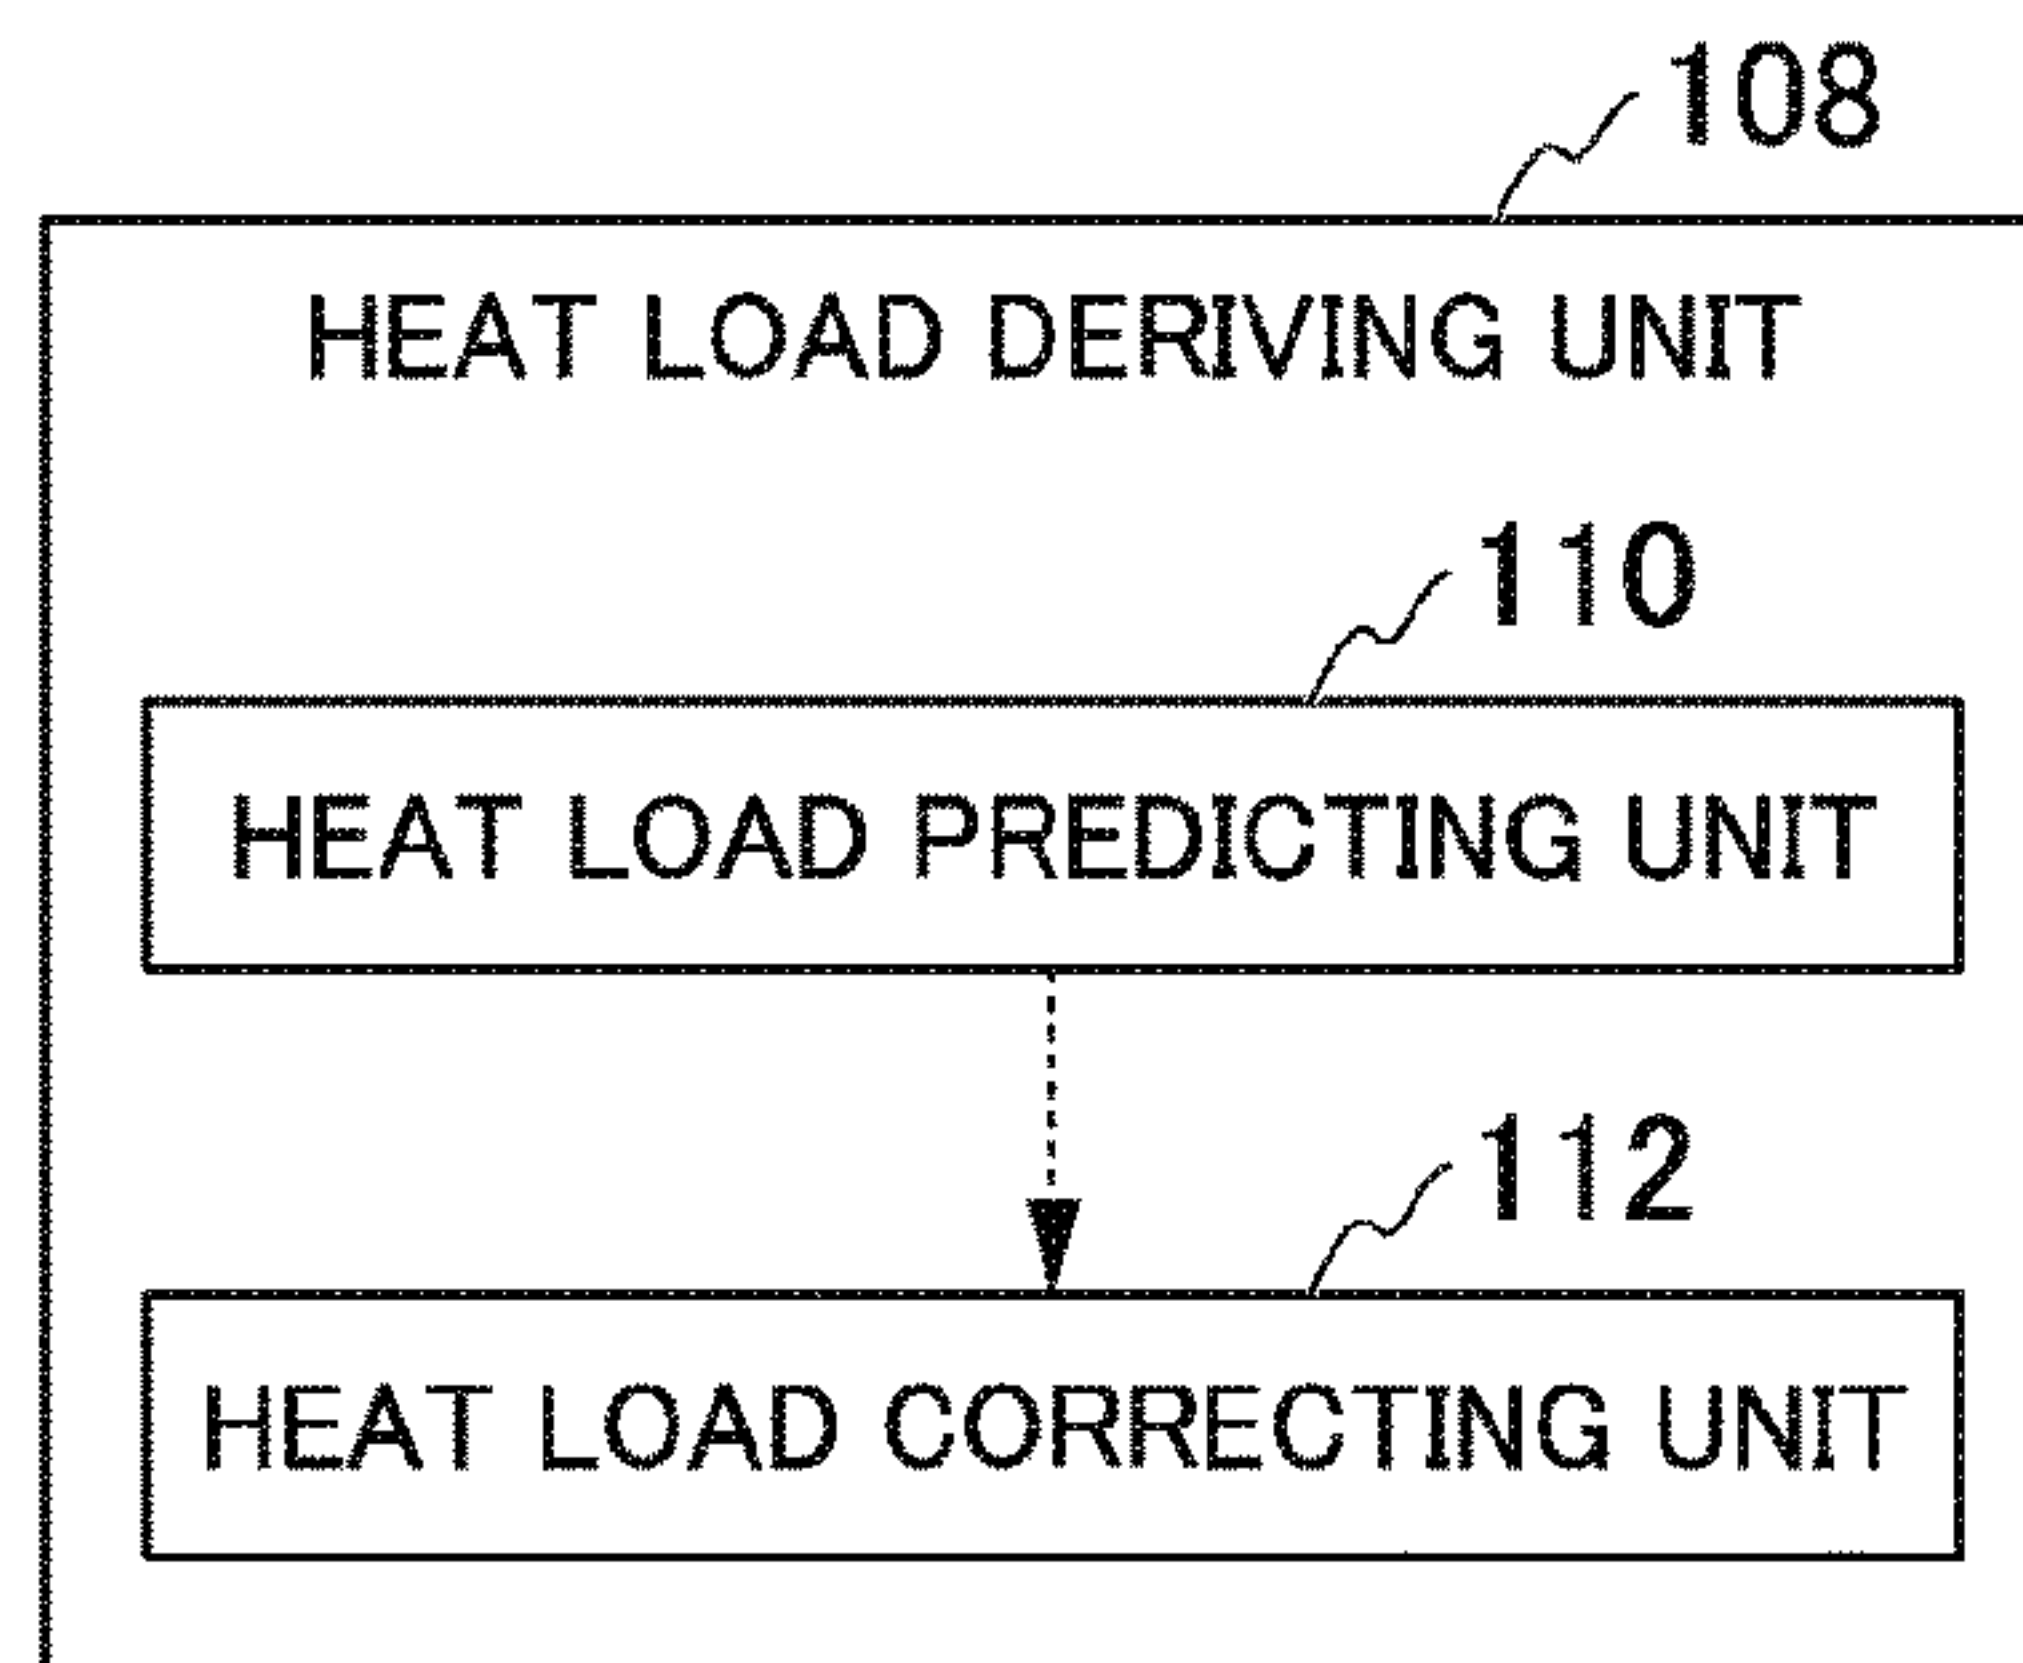 108
HEAT LOAD DERIVING UNIT
110
HEAT LOAD PREDICTING UNIT
112
HEAT LOAD CORRECTING UNIT